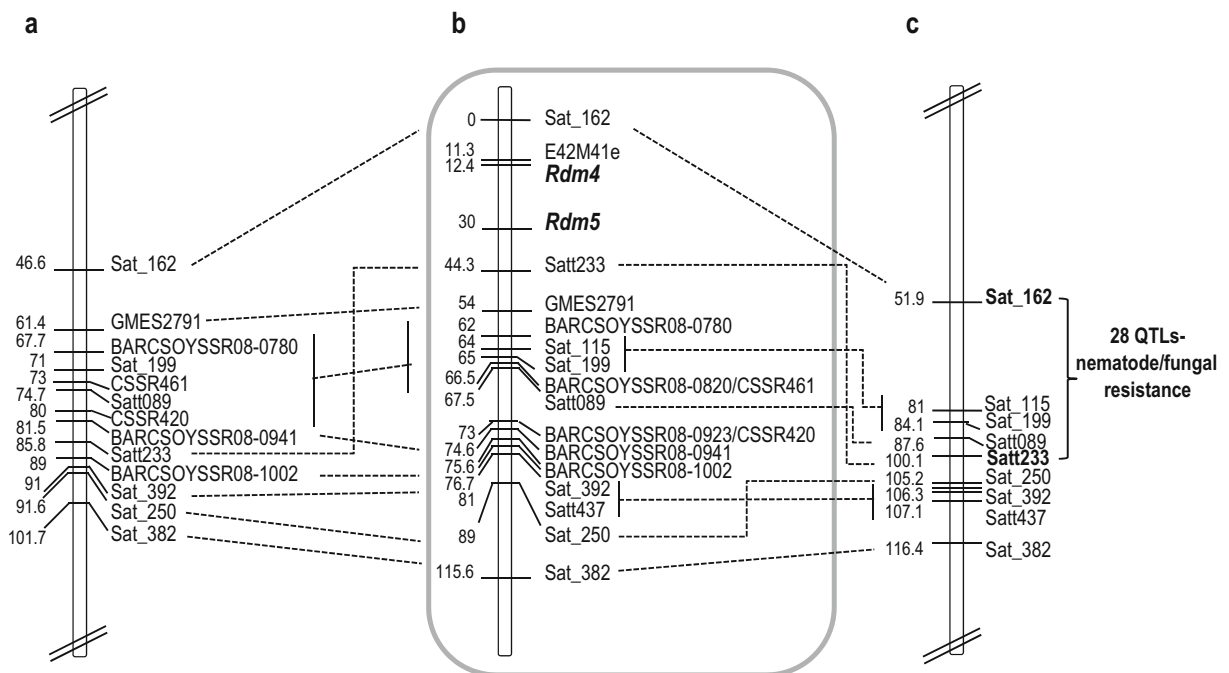 a
46.6
61.4
67.7
71
73
74.7
80
81.5
85.8
89
91
91.6
101.7
Sat_162
GMES2791
BARCSOYSSR08-0780
Sat_199
CSSR461
Satt089
CSSR420
BARCSOYSSR08-0941
Satt233
BARCSOYSSR08-1002
Sat_392
Sat_250
Sat_382
b
0
11.3
12.4
30
44.3
54
62
64
65
66.5
67.5
73
74.6
75.6
76.7
81
89
115.6
Sat_162
E42M41e
Rdm4
Rdm5
Satt233
GMES2791
BARCSOYSSR08-0780
Sat_115
Sat_199
BARCSOYSSR08-0820/CSSR461
Satt089
BARCSOYSSR08-0923/CSSR420
BARCSOYSSR08-0941
BARCSOYSSR08-1002
Sat_392
Satt437
Sat_250
Sat_382
c
51.9
81
84.1
87.6
100.1
105.2
106.3
107.1
116.4
Sat_162
Sat_115
Sat_199
Satt089
Satt233
Sat_250
Sat_392
Satt437
Sat_382
28 QTLs-
nematode/fungal
resistance